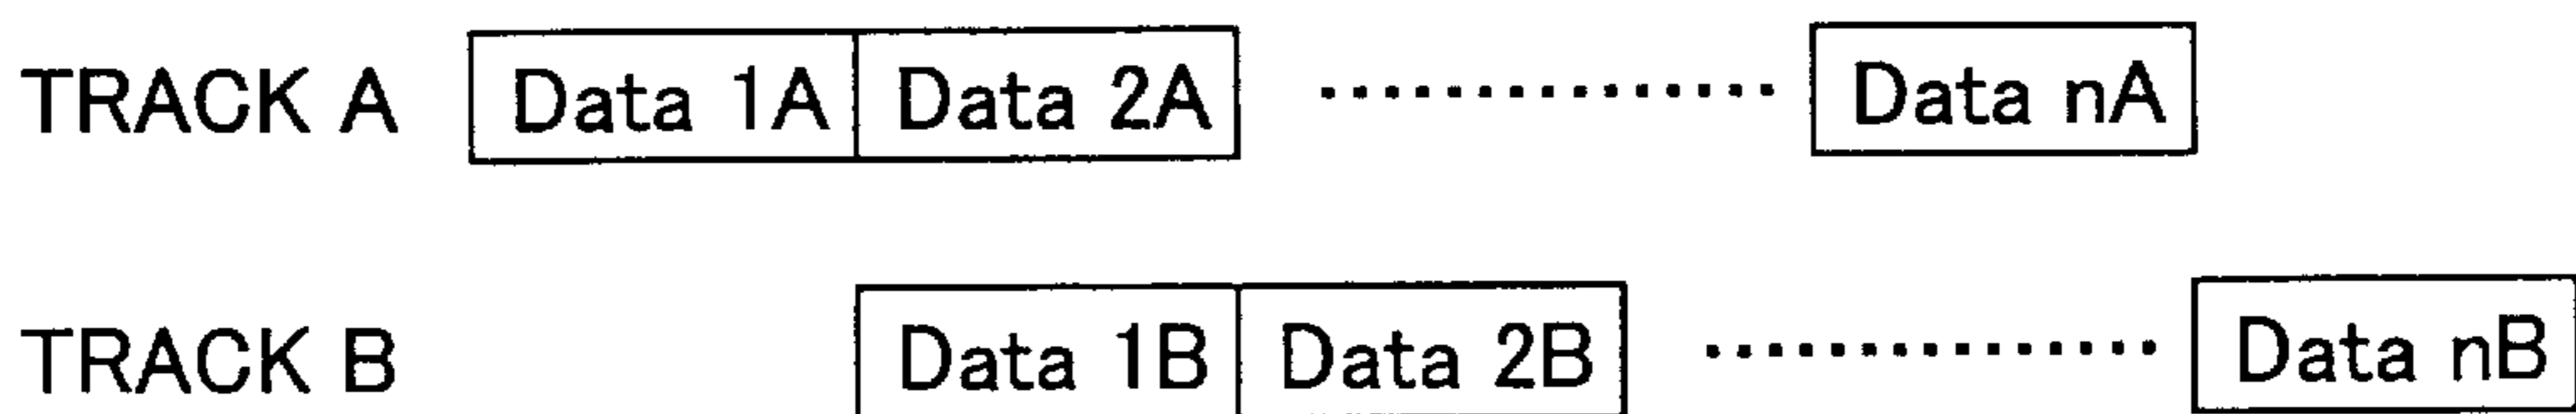 TRACK A Data 1A Data 2A ............... Data nA
TRACK B Data 1B Data 2B ............... Data nB